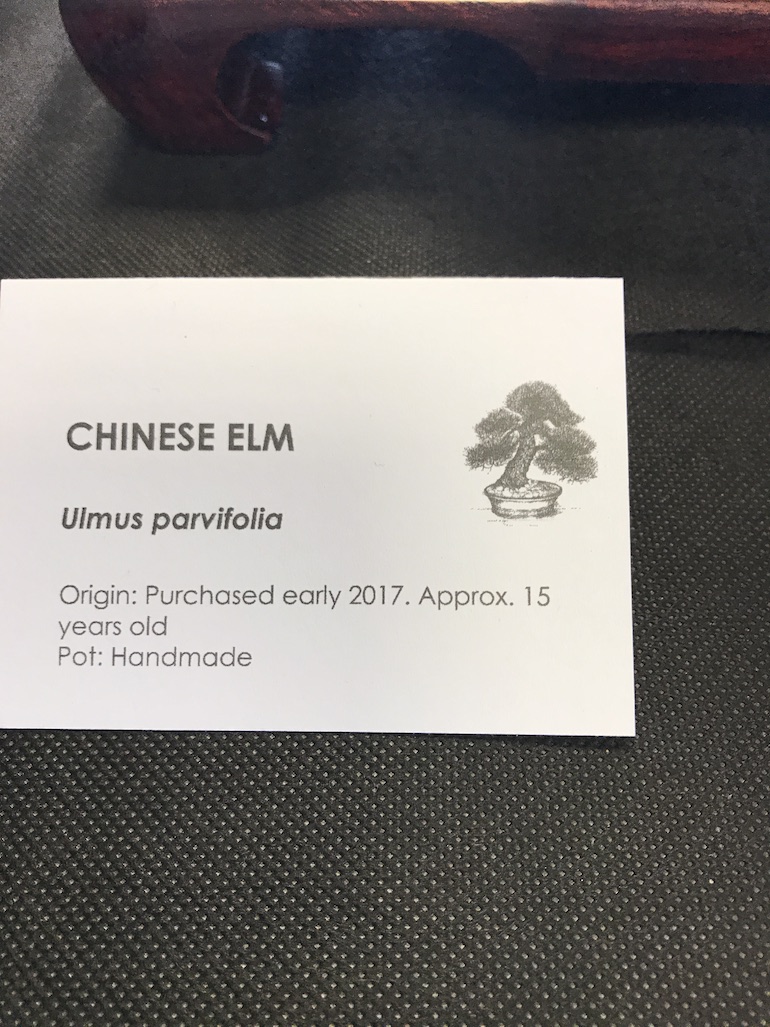 CHINESE ELM
Ulmus parvifolia
Origin: Purchased early 2017. Approx. 15
years old
Pot: Handmade